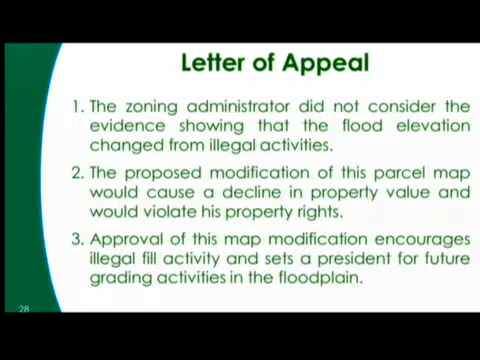 Letter of Appeal
1. The zoning administrator did not consider the
evidence showing that the flood elevation
changed from illegal activities.
2. The proposed modification of this parcel map
would cause a decline in property value and
would violate his property rights.
3. Approval of this map modification encourages
illegal fill activity and sets a president for future
grading activities in the floodplain.
28